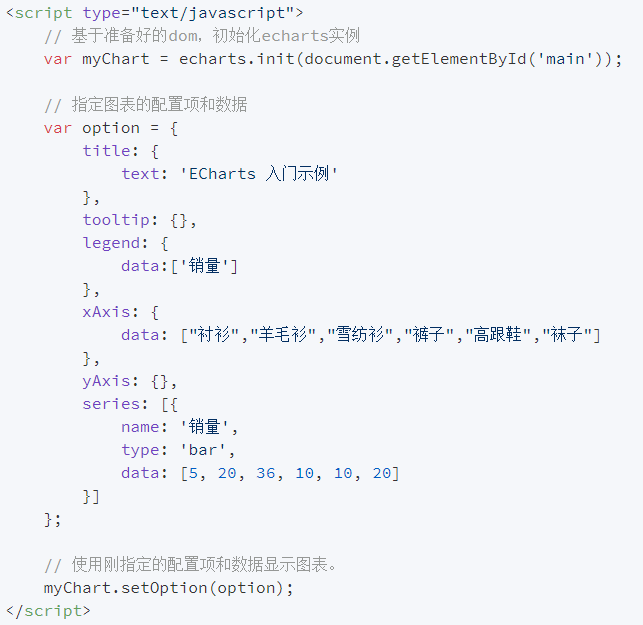 <script type="text/javascript">
    // 基于准备好的dom，初始化echarts实例
    var myChart = echarts.init(document.getElementById('main'));

    // 指定图表的配置项和数据
    var option = {
        title: {
            text: 'ECharts 入门示例'
        },
        tooltip: {},
        legend: {
            data:['销量']
        },
        xAxis: {
            data: ["衬衫","羊毛衫","雪纺衫","裤子","高跟鞋","袜子"]
        },
        yAxis: {},
        series: [{
            name: '销量',
            type: 'bar',
            data: [5, 20, 36, 10, 10, 20]
        }]
    };

    // 使用刚指定的配置项和数据显示图表。
    myChart.setOption(option);
</script>